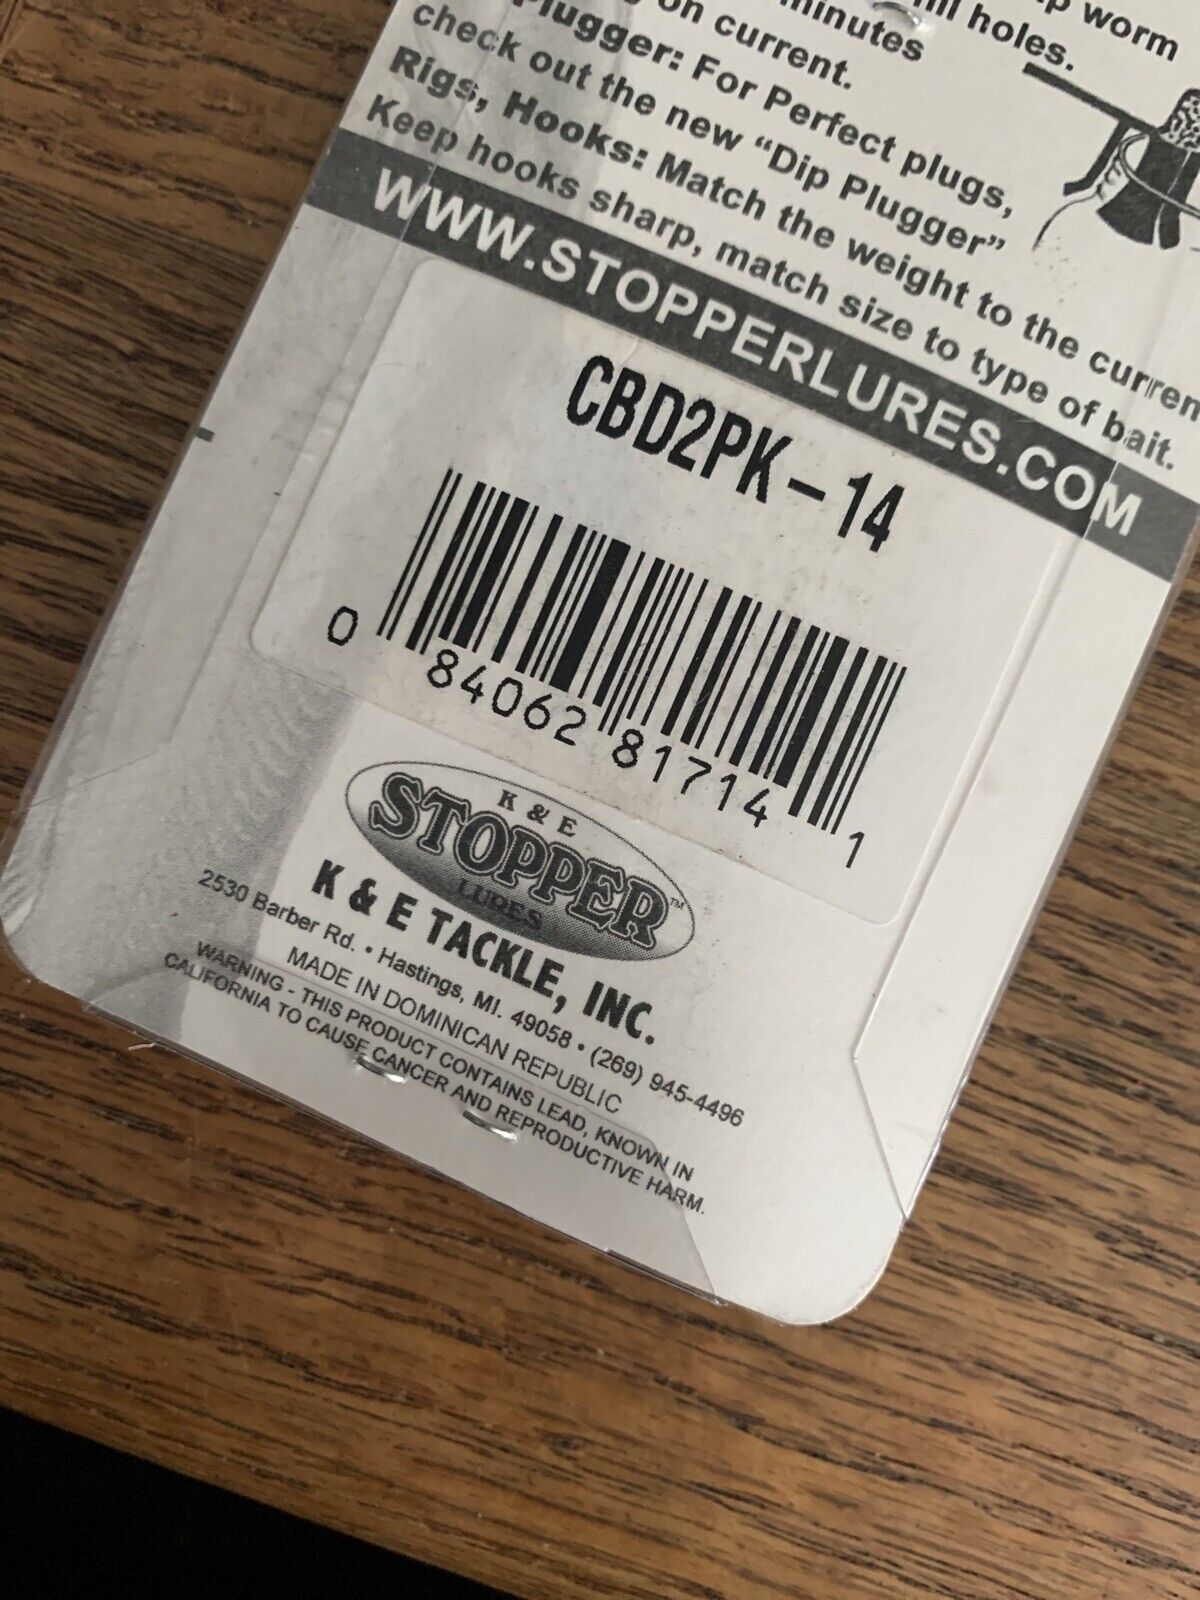 worm
minutes
holes.
on current.
Plugger: For Perfect plugs,
check out the new “Dip Plugger”
Rigs, Hooks: Match the weight to the
Keep hooks sharp, match size to type of bait.
WWW.STOPPERLURES.COM
CBD2PK-14
0 84062 81714 1
K & E
STOPPER™
LURES
K & E TACKLE, INC.
2530 Barber Rd. • Hastings, MI. 49058 • (269) 945-4496
MADE IN DOMINICAN REPUBLIC
WARNING - THIS PRODUCT CONTAINS LEAD, KNOWN IN
CALIFORNIA TO CAUSE CANCER AND REPRODUCTIVE HARM.